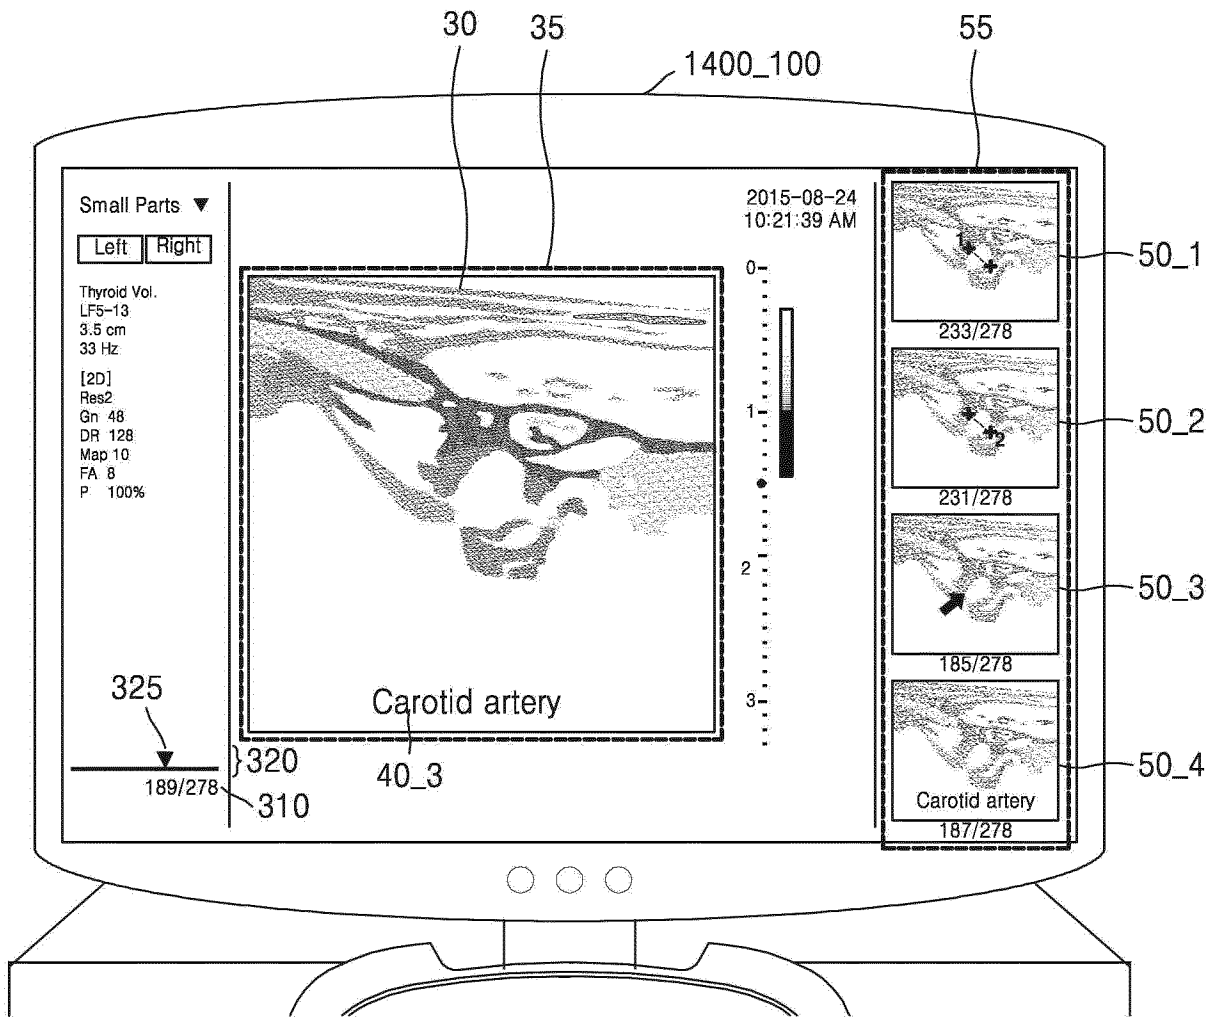 30
35
55
1400_100
Small Parts ▼
Left Right
Thyroid Vol.
LF5-13
3.5 cm
33 Hz
[2D]
Res2
Gn 48
DR 128
Map 10
FA 8
P 100%
325
320
189/278
310
2015-08-24
10:21:39 AM
0
1
2
3
Carotid artery
40_3
1
50_1
233/278
2
50_2
231/278
50_3
185/278
Carotid artery
50_4
187/278